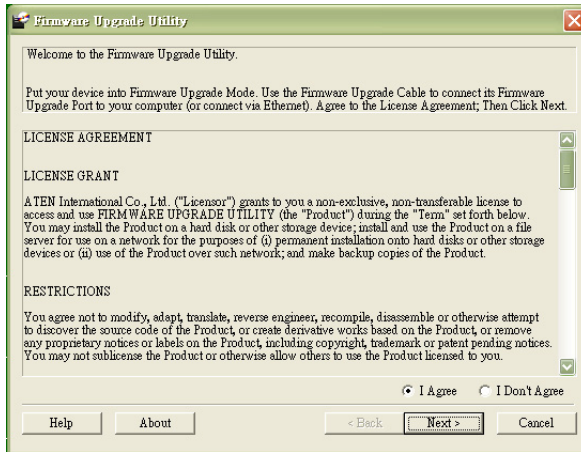 Firmware Upgrade Utility
Welcome to the Firmware Upgrade Utility.
Put your device into Firmware Upgrade Mode. Use the Firmware Upgrade Cable to connect its Firmware
Upgrade Port to your computer (or connect via Ethernet). Agree to the License Agreement; Then Click Next.
LICENSE AGREEMENT
LICENSE GRANT
ATEN International Co., Ltd. ("Licensor") grants to you a non-exclusive, non-transferable license to
access and use FIRMWARE UPGRADE UTILITY (the "Product") during the "Term" set forth below.
You may install the Product on a hard disk or other storage device; install and use the Product on a file
server for use on a network for the purposes of (i) permanent installation onto hard disks or other storage
devices or (ii) use of the Product over such network; and make backup copies of the Product.
RESTRICTIONS
You agree not to modify, adapt, translate, reverse engineer, recompile, disassemble or otherwise attempt
to discover the source code of the Product, or create derivative works based on the Product, or remove
any proprietary notices or labels on the Product, including copyright, trademark or patent pending notices.
You may not sublicense the Product or otherwise allow others to use the Product licensed to you.
I Agree I Don't Agree
Help About < Back Next > Cancel